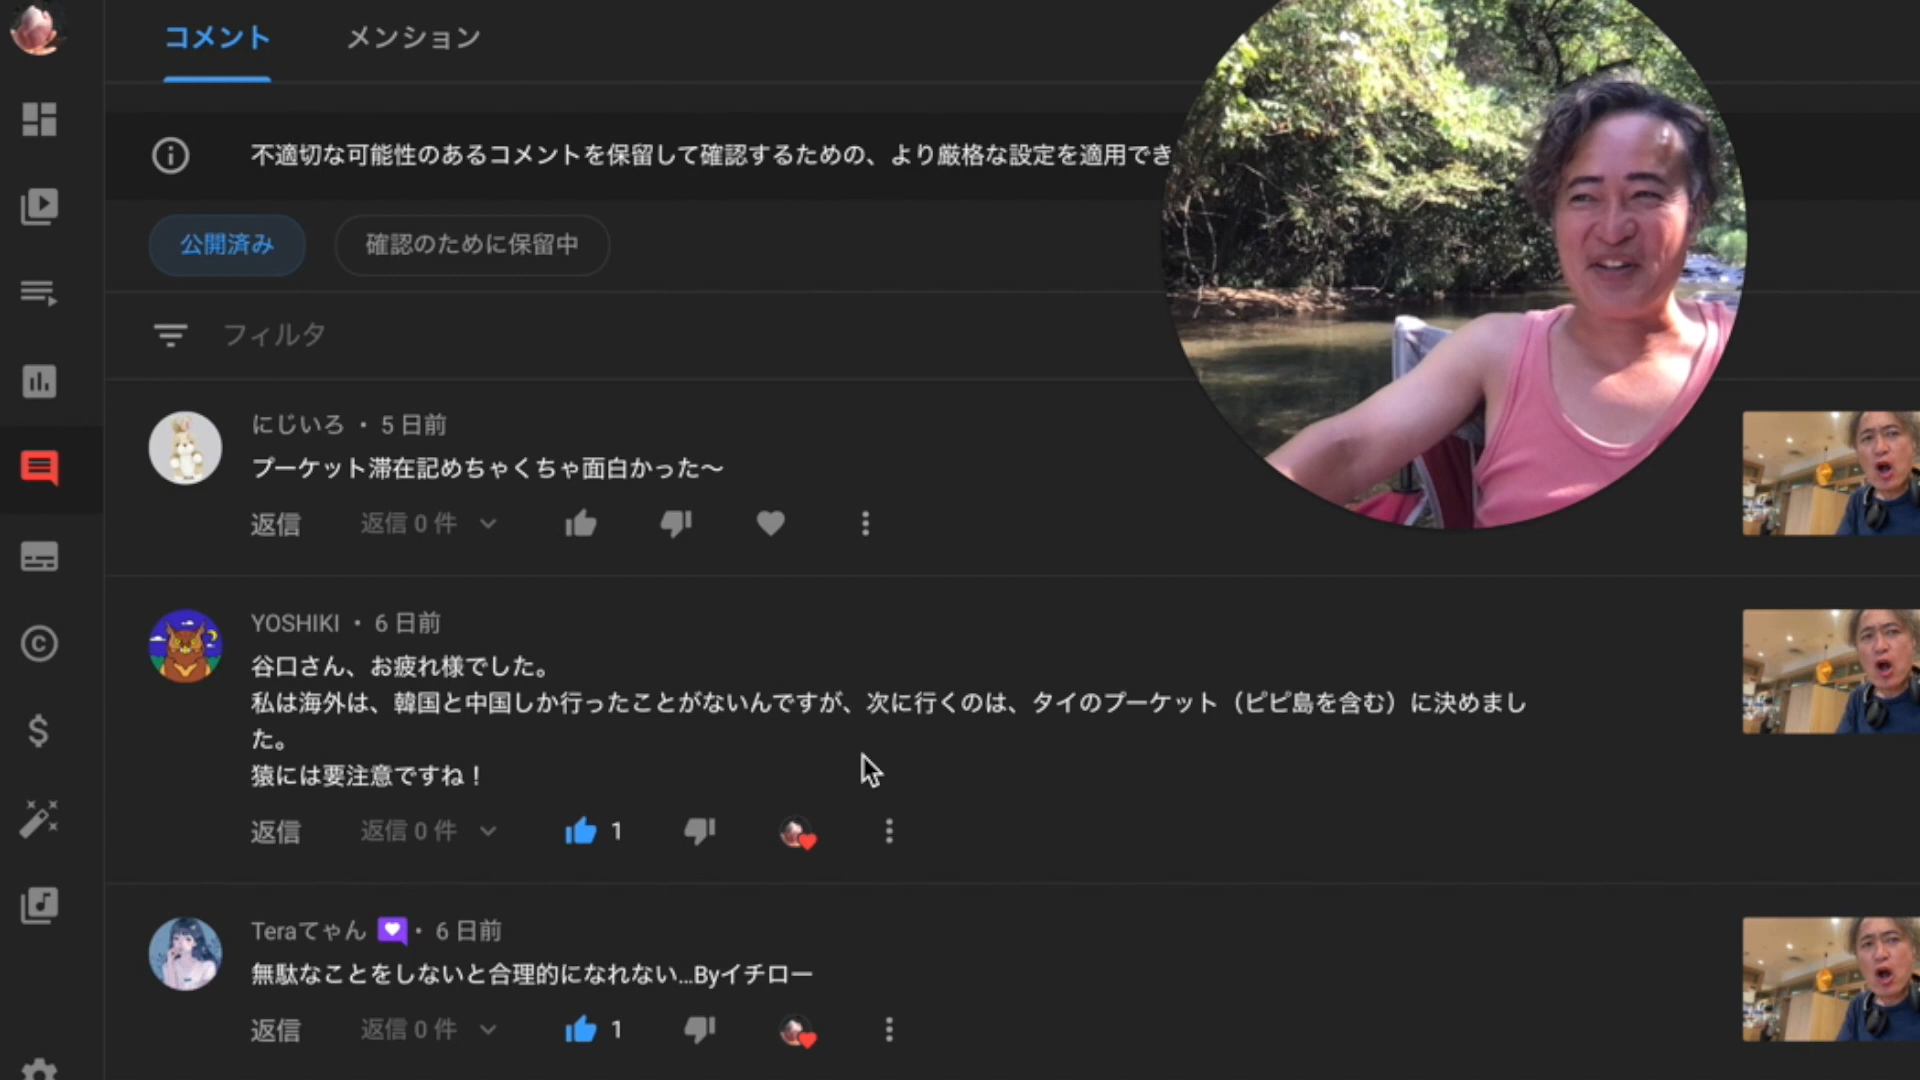 コメント
メンション
不適切な可能性のあるコメントを保留して確認するための、より厳格な設定を適用でき
公開済み
確認のために保留中
フィルタ
にじいろ • 5 日前
プーケット滞在記めちゃくちゃ面白かった〜
返信
返信 0 件
YOSHIKI • 6 日前
谷口さん、お疲れ様でした。
私は海外は、韓国と中国しか行ったことがないんですが、次に行くのは、タイのプーケット（ピピ島を含む）に決めまし
た。
猿には要注意ですね！
返信
返信 0 件
1
Teraてゃん • 6 日前
無駄なことをしないと合理的になれない...Byイチロー
返信
返信 0 件
1